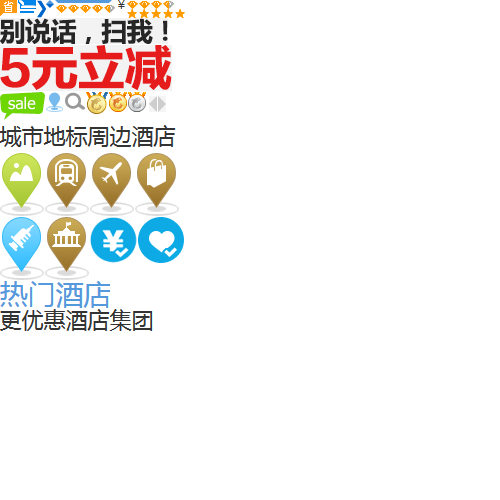 省 ¥
别说话，扫我！
5元立减
sale
城市地标周边酒店
¥
热门酒店
更优惠酒店集团